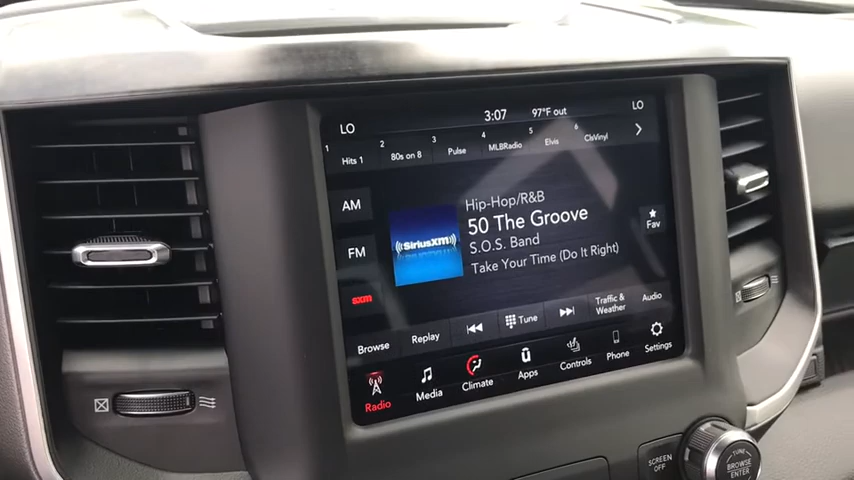 LO 3:07 97°F out LO
1 Hits 1 2 80s on 8 3 Pulse 4 MLBRadio 5 Elvis 6 ClsVinyl
AM
FM
sxm
((SiriusXM))
Hip-Hop/R&B
50 The Groove
S.O.S. Band
Take Your Time (Do It Right)
Fav
Browse Replay Tune Traffic & Weather Audio
Radio Media Climate Apps Controls Phone Settings
SCREEN
OFF
TUNE
BROWSE
ENTER